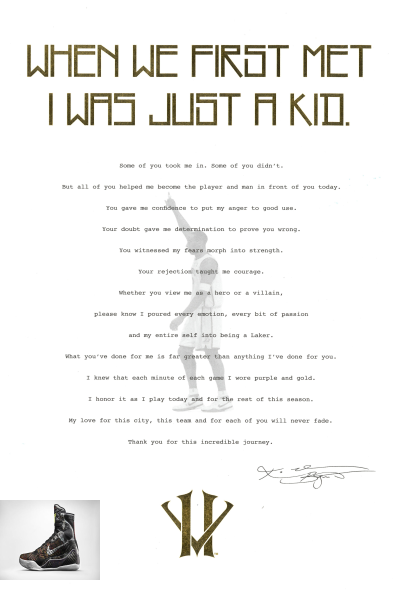 WHEN WE FIRST MET
I WAS JUST A KID.
Some of you took me in. Some of you didn't.
But all of you helped me become the player and man in front of you today.
You gave me confidence to put my anger to good use.
Your doubt gave me determination to prove you wrong.
You witnessed my fears morph into strength.
Your rejection taught me courage.
Whether you view me as a hero or a villain,
please know I poured every emotion, every bit of passion
and my entire self into being a Laker.
What you've done for me is far greater than anything I've done for you.
I knew that each minute of each game I wore purple and gold.
I honor it as I play today and for the rest of this season.
My love for this city, this team and for each of you will never fade.
Thank you for this incredible journey.